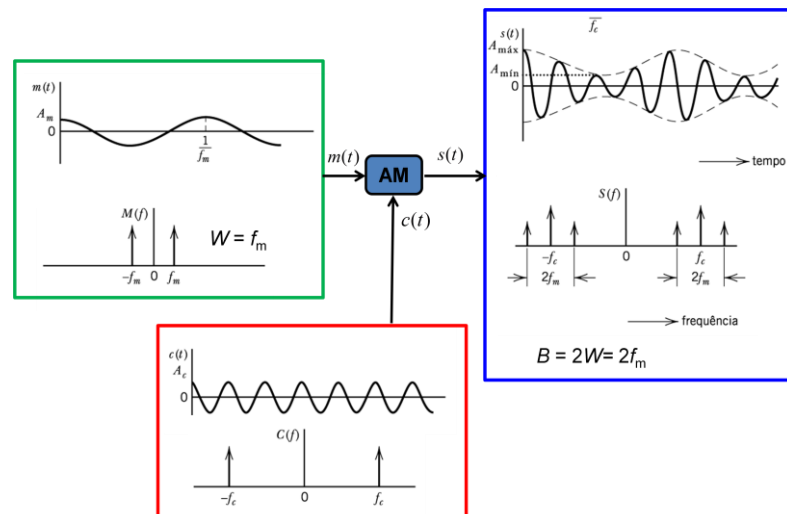 m(t)
A_m
0
1
f_m
M(f)
W = f_m
-f_m 0 f_m
m(t)
AM
s(t)
c(t)
c(t)
A_c
0
C(f)
-f_c 0 f_c
f_c
s(t)
A_máx
A_mín
0
tempo
S(f)
-f_c 0 f_c
2f_m 2f_m
frequência
B = 2W= 2f_m